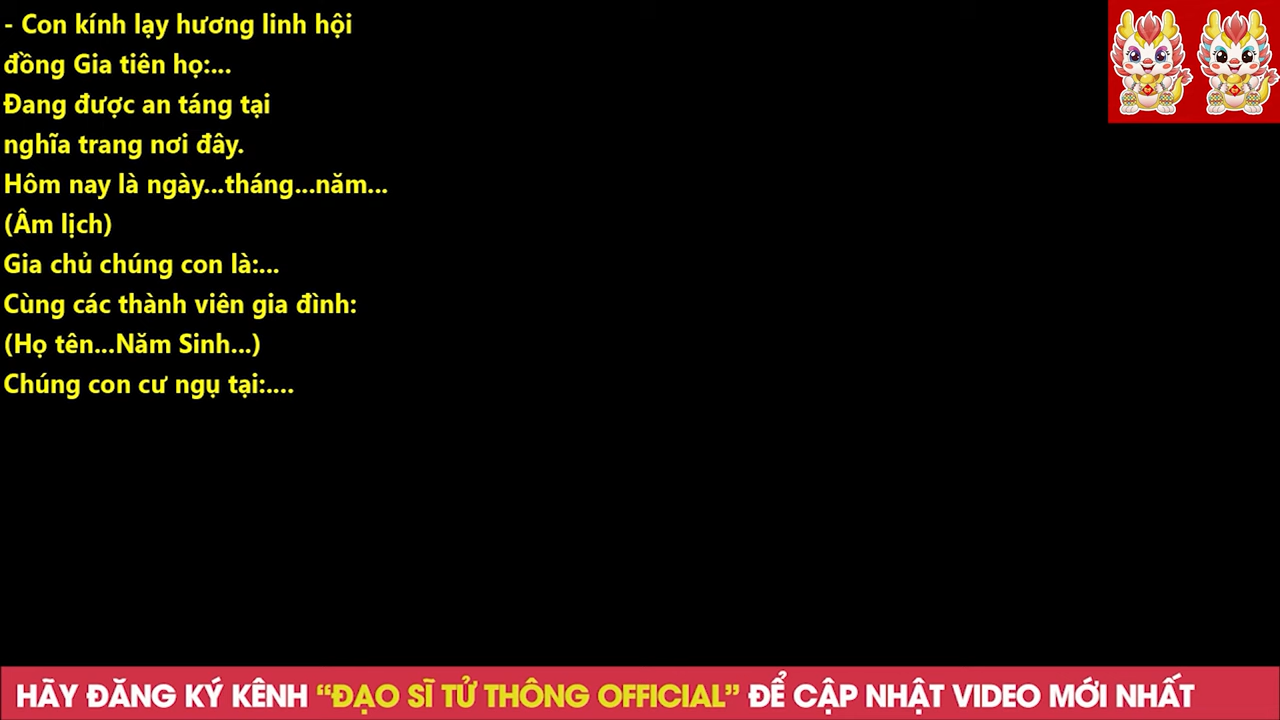 - Con kính lạy hương linh hội
đồng Gia tiên họ:...
Đang được an táng tại
nghĩa trang nơi đây.
Hôm nay là ngày...tháng...năm...
(Âm lịch)
Gia chủ chúng con là:...
Cùng các thành viên gia đình:
(Họ tên...Năm Sinh...)
Chúng con cư ngụ tại:....
HÃY ĐĂNG KÝ KÊNH “ĐẠO SĨ TỬ THÔNG OFFICIAL” ĐỂ CẬP NHẬT VIDEO MỚI NHẤT